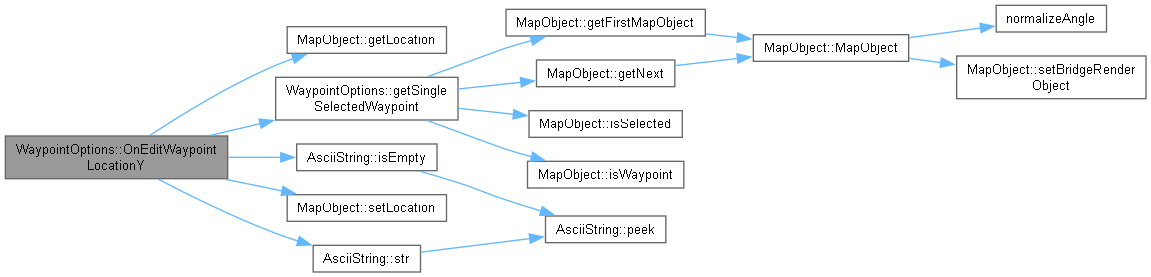 WaypointOptions::OnEditWaypoint
LocationY
MapObject::getLocation
WaypointOptions::getSingle
SelectedWaypoint
AsciiString::isEmpty
MapObject::setLocation
AsciiString::str
MapObject::getFirstMapObject
MapObject::getNext
MapObject::isSelected
MapObject::isWaypoint
AsciiString::peek
MapObject::MapObject
normalizeAngle
MapObject::setBridgeRender
Object